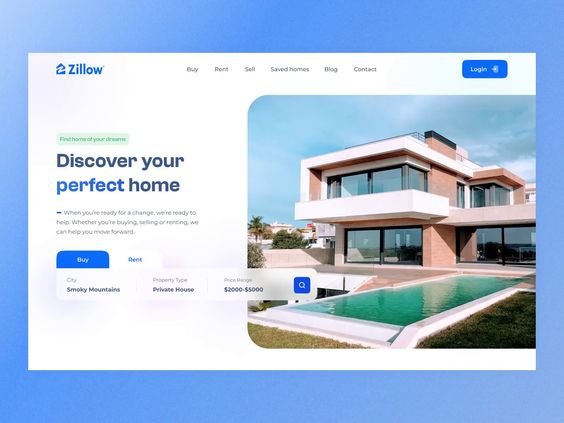 Zillow
Buy Rent Sell Saved homes Blog Contact
Login
Find home of your dreams
Discover your
perfect home
➥ When you're ready for a change, we're ready to
help. Whether you're buying, selling or renting, we
can help you move forward.
Buy Rent
City Property Type Price Range
Smoky Mountains Private House $2000-$5000